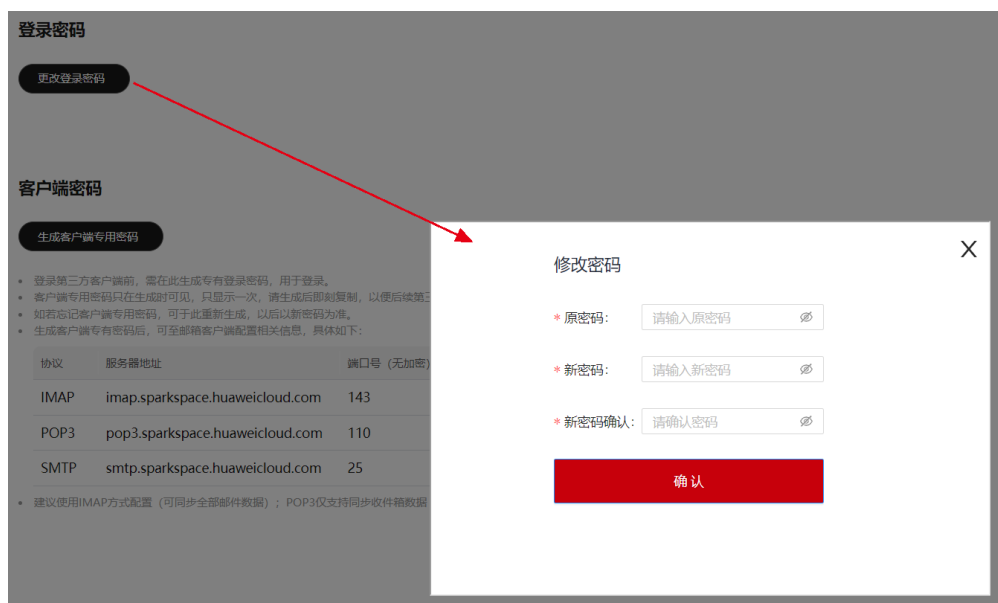 登录密码
更改登录密码
客户端密码
生成客户端专用密码
登录第三方客户端前，需在此生成专有登录密码，用于登录。
客户端专用密码只在生成时可见，只显示一次，请生成后即刻复制，以便后续第三
如若忘记客户端专用密码，可于此重新生成，以后以新密码为准。
生成客户端专有密码后，可至邮箱客户端配置相关信息，具体如下：
协议 服务器地址 端口号（无加密）
IMAP imap.sparkspace.huaweicloud.com 143
POP3 pop3.sparkspace.huaweicloud.com 110
SMTP smtp.sparkspace.huaweicloud.com 25
建议使用IMAP方式配置（可同步全部邮件数据）；POP3仅支持同步收件箱数据
修改密码
X
* 原密码： 请输入原密码
* 新密码： 请输入新密码
* 新密码确认： 请确认密码
确 认